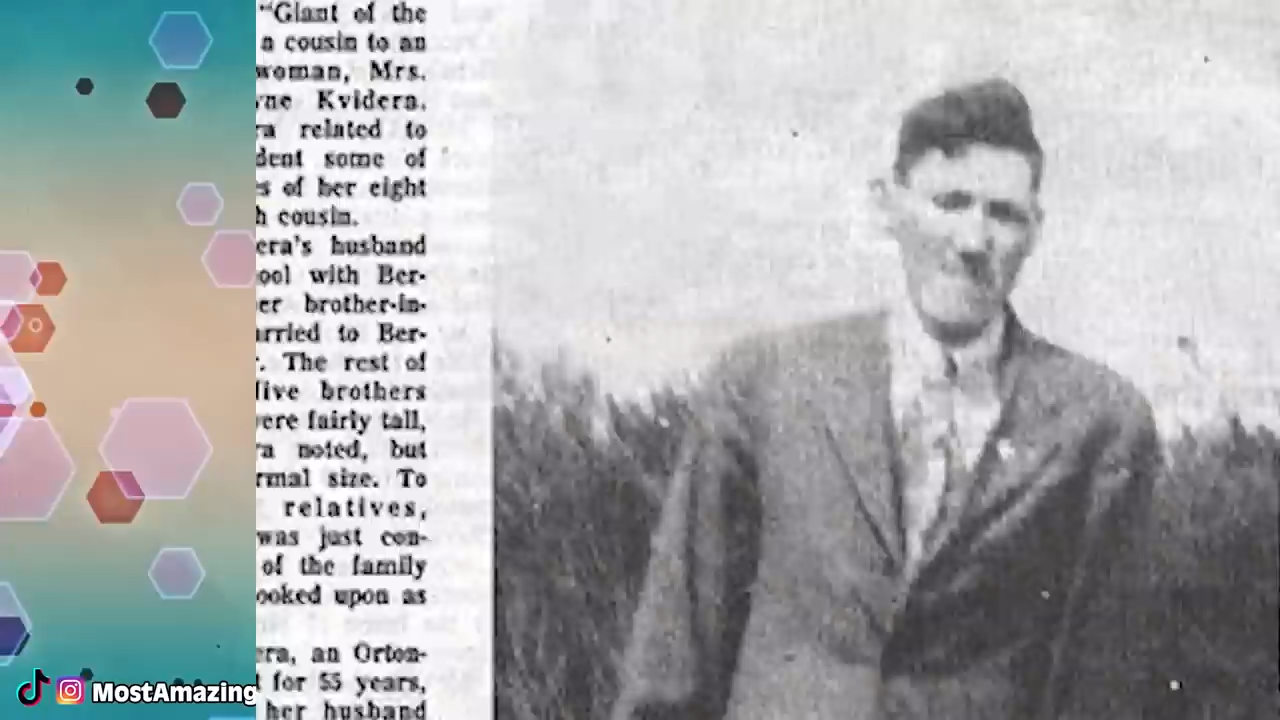 "Giant of the
a cousin to an
woman, Mrs.
yne Kvidera.
ra related to
dent some of
s of her eight
h cousin.
era's husband
ool with Ber-
er brother-in-
arried to Ber-
. The rest of
five brothers
ere fairly tall,
ra noted, but
rmal size. To
relatives,
was just con-
of the family
ooked upon as
era, an Orton-
for 55 years,
her husband
MostAmazing